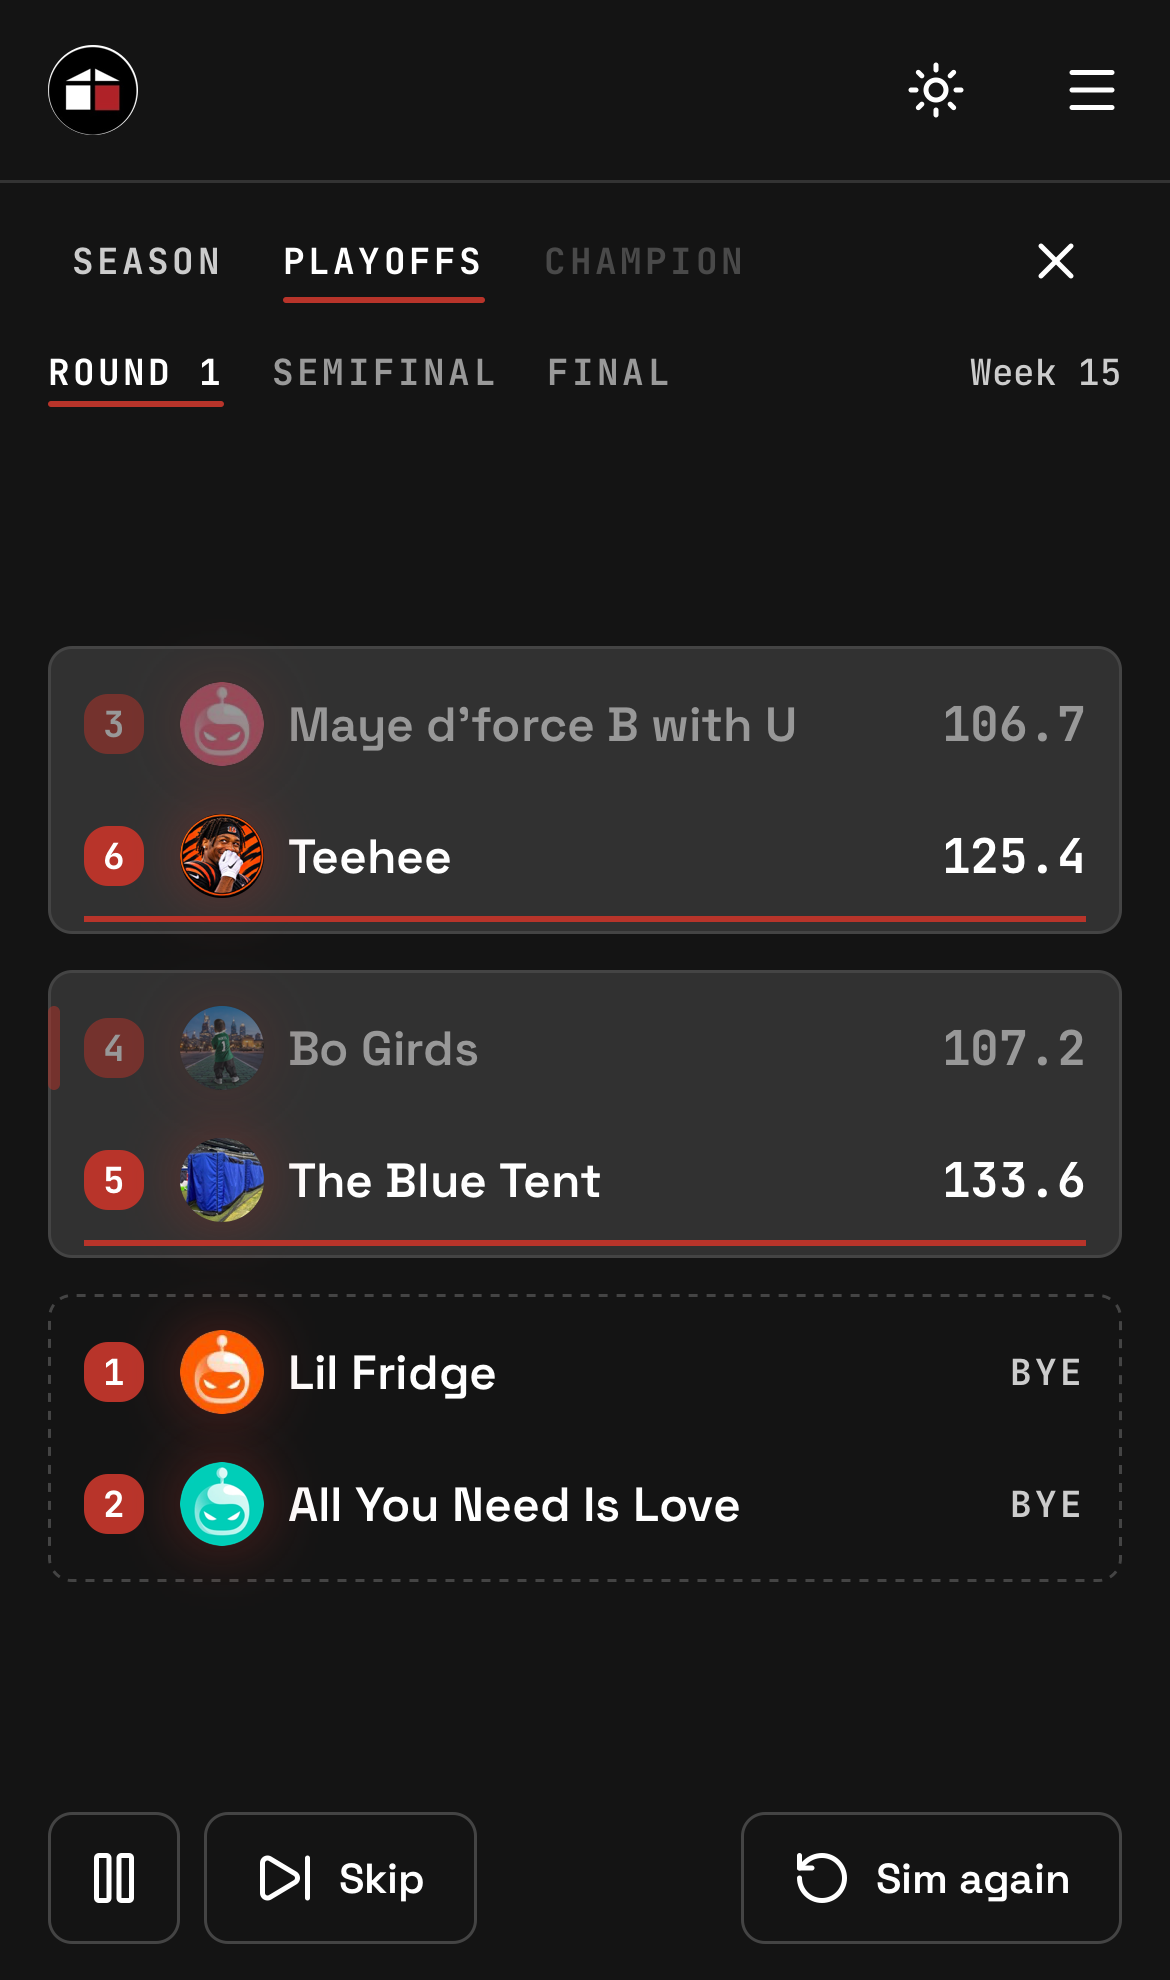 SEASON PLAYOFFS CHAMPION
ROUND 1 SEMIFINAL FINAL Week 15
3 Maye d’force B with U 106.7
6 Teehee 125.4
4 Bo Girds 107.2
5 The Blue Tent 133.6
1 Lil Fridge BYE
2 All You Need Is Love BYE
Skip Sim again